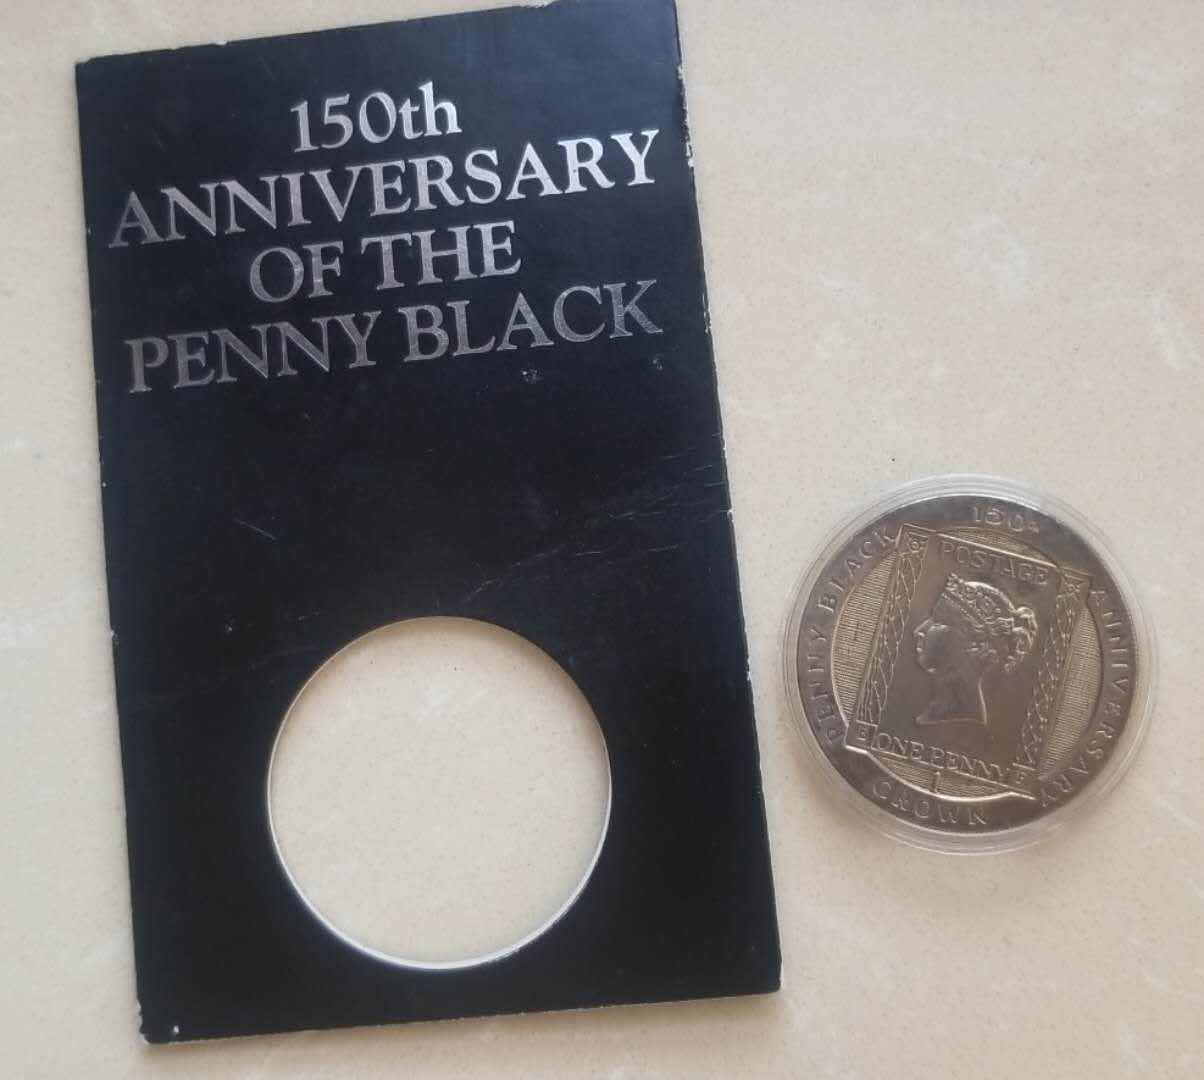 150th
ANNIVERSARY
OF THE
PENNY BLACK
PENNY BLACK 150th ANNIVERSARY
POSTAGE
E ONE PENNY F
1
CROWN